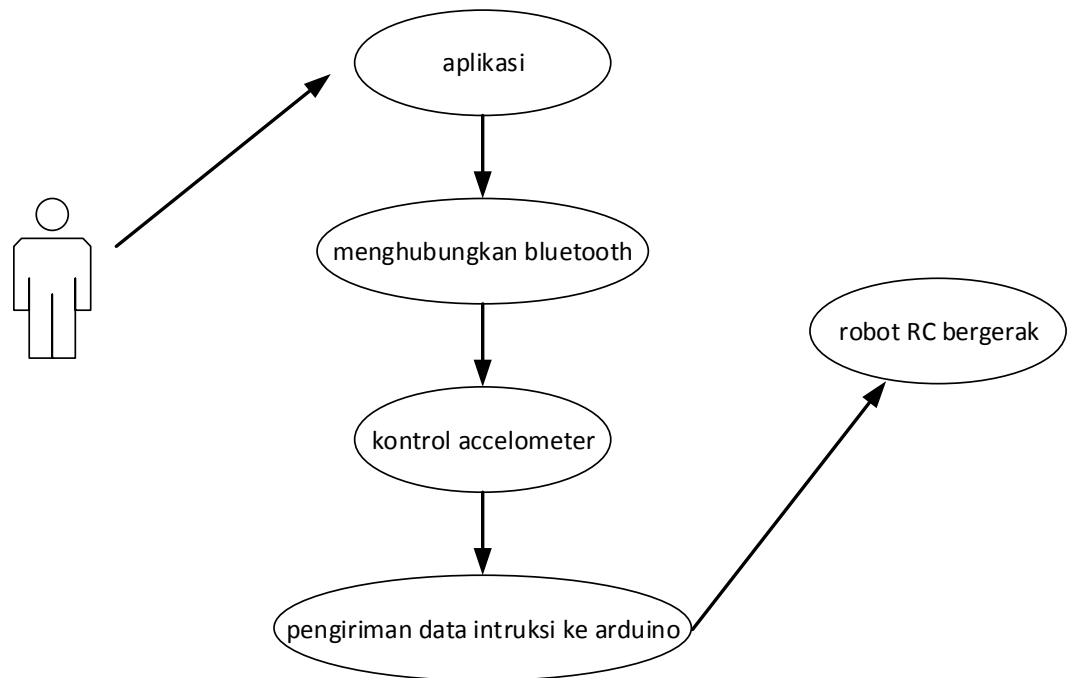 aplikasi
menghubungkan bluetooth
kontrol accelometer
pengiriman data intruksi ke arduino
robot RC bergerak